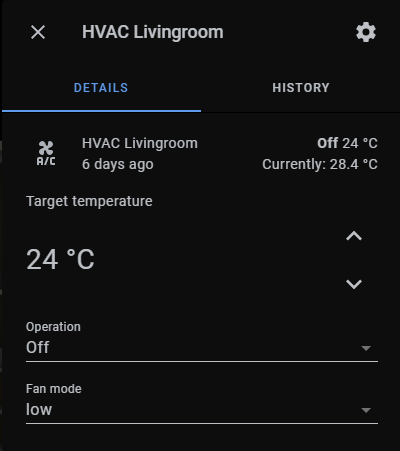 HVAC Livingroom
DETAILS
HISTORY
A/C
HVAC Livingroom
Off 24 °C
6 days ago
Currently: 28.4 °C
Target temperature
24 °C
Operation
Off
Fan mode
low